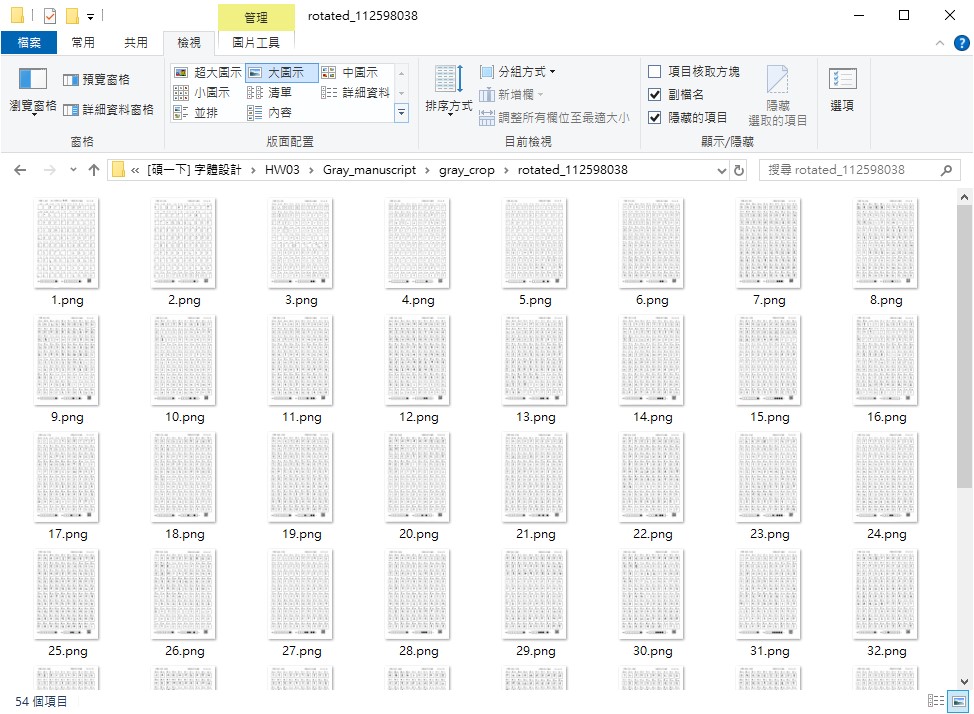 管理
rotated_112598038
檔案
常用
共用
檢視
圖片工具
瀏覽窗格
預覽窗格
詳細資料窗格
窗格
超大圖示
大圖示
中圖示
小圖示
清單
詳細資料
並排
內容
版面配置
排序方式
分組方式
新增欄
調整所有欄位至最適大小
目前檢視
項目核取方塊
副檔名
隱藏的項目
隱藏
選取的項目
顯示/隱藏
選項
« [碩一下] 字體設計 › HW03 › Gray_manuscript › gray_crop › rotated_112598038
搜尋 rotated_112598038
1.png 2.png 3.png 4.png 5.png 6.png 7.png 8.png
9.png 10.png 11.png 12.png 13.png 14.png 15.png 16.png
17.png 18.png 19.png 20.png 21.png 22.png 23.png 24.png
25.png 26.png 27.png 28.png 29.png 30.png 31.png 32.png
54 個項目